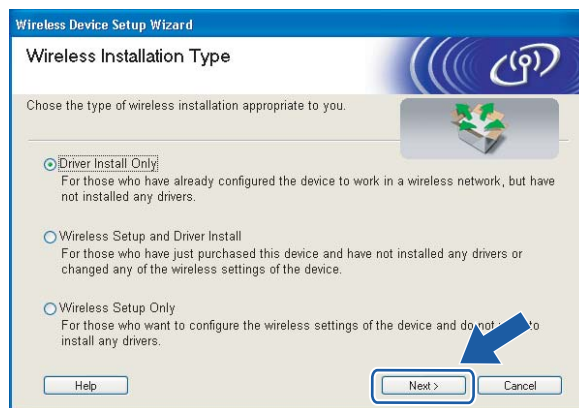 Wireless Device Setup Wizard
Wireless Installation Type
Chose the type of wireless installation appropriate to you.
Driver Install Only
For those who have already configured the device to work in a wireless network, but have
not installed any drivers.
Wireless Setup and Driver Install
For those who have just purchased this device and have not installed any drivers or
changed any of the wireless settings of the device.
Wireless Setup Only
For those who want to configure the wireless settings of the device and do not to
install any drivers.
Help
Next >
Cancel